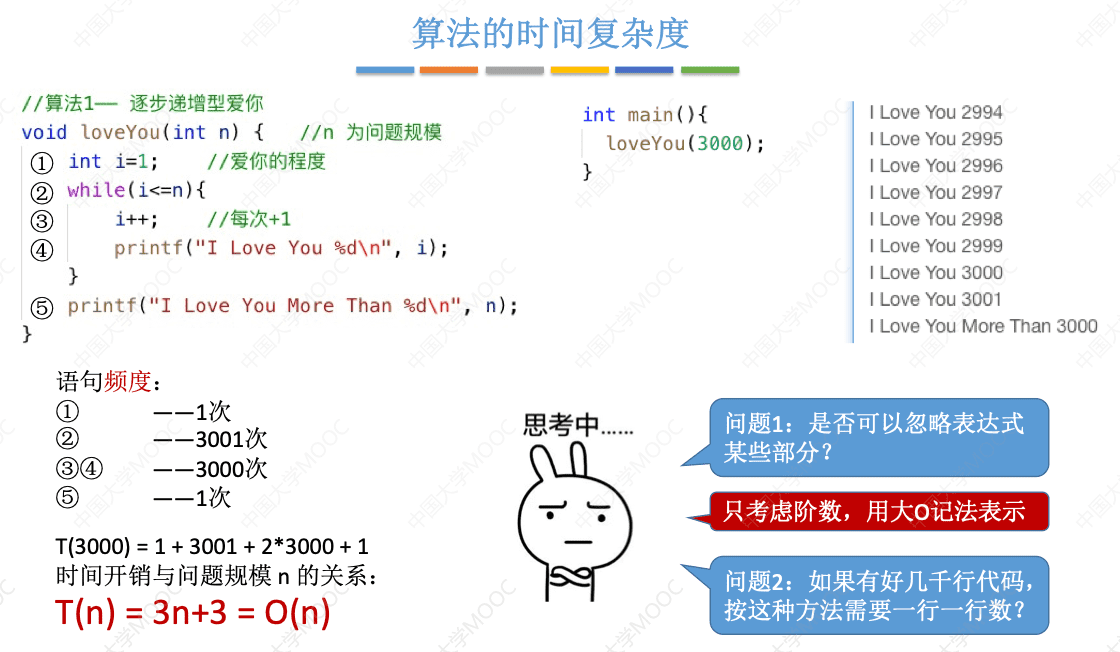 算法的时间复杂度
//算法1—— 逐步递增型爱你
void loveYou(int n) {   //n 为问题规模
① int i=1;    //爱你的程度
② while(i<=n){
③ i++;    //每次+1
④ printf("I Love You %d\n", i);
}
⑤ printf("I Love You More Than %d\n", n);
}
int main(){
loveYou(3000);
}
I Love You 2994
I Love You 2995
I Love You 2996
I Love You 2997
I Love You 2998
I Love You 2999
I Love You 3000
I Love You 3001
I Love You More Than 3000
语句频度：
① ——1次
② ——3001次
③④ ——3000次
⑤ ——1次
T(3000) = 1 + 3001 + 2*3000 + 1
时间开销与问题规模 n 的关系：
T(n) = 3n+3 = O(n)
思考中……
问题1：是否可以忽略表达式
某些部分？
只考虑阶数，用大O记法表示
问题2：如果有好几千行代码，
按这种方法需要一行一行数？
中国大学MOOC